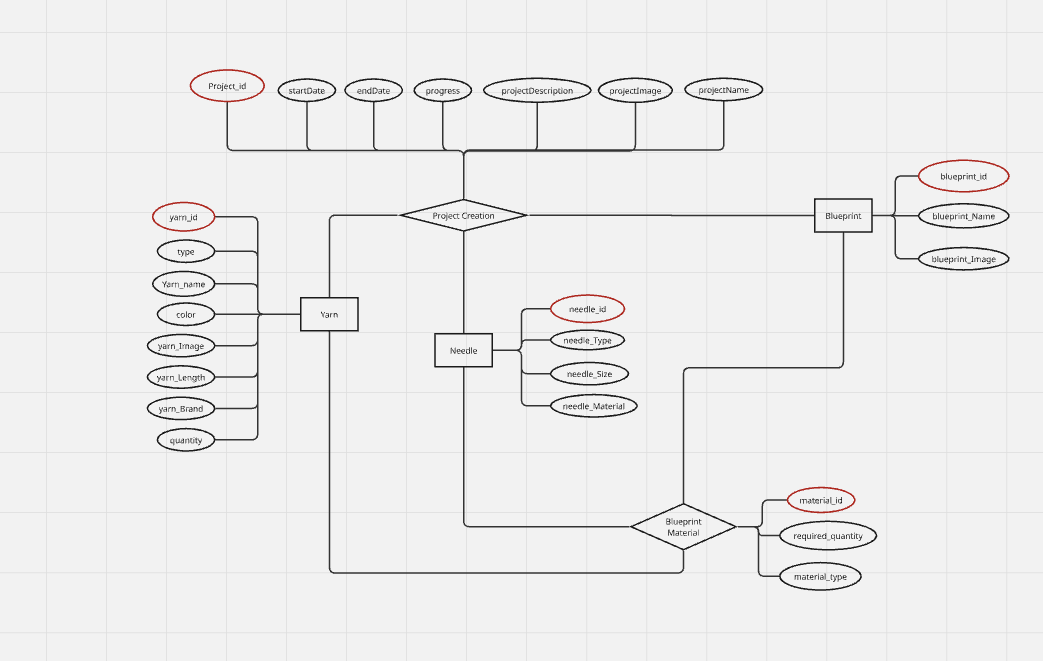 Project_id
startDate
endDate
progress
projectDescription
projectImage
projectName
blueprint_id
yarn_id
Project Creation
Blueprint
blueprint_Name
type
blueprint_Image
Yarn_name
needle_id
color
Yarn
needle_Type
yarn_Image
Needle
needle_Size
yarn_Length
needle_Material
yarn_Brand
quantity
material_id
Blueprint
Material
required_quantity
material_type